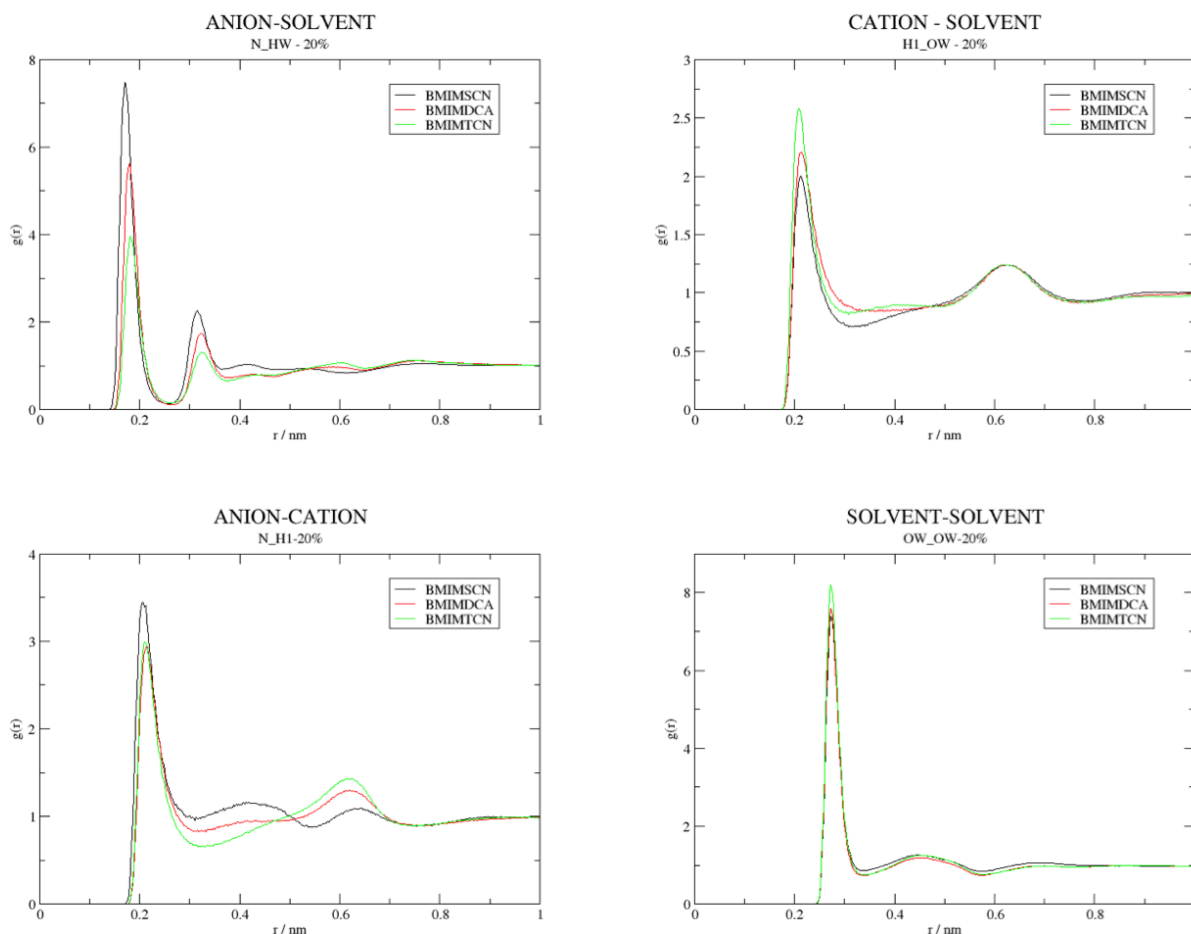 ANION-SOLVENT
N_HW - 20%
8
6
4
2
0
g(r)
BMIMSCN
BMIMDCA
BMIMTCN
0 0.2 0.4 0.6 0.8 1
r / nm
CATION - SOLVENT
H1_OW - 20%
3
2.5
2
1.5
1
0.5
0
g(r)
BMIMSCN
BMIMDCA
BMIMTCN
0 0.2 0.4 0.6 0.8
r / nm
ANION-CATION
N_H1-20%
4
3
2
1
0
g(r)
BMIMSCN
BMIMDCA
BMIMTCN
0 0.2 0.4 0.6 0.8 1
r / nm
SOLVENT-SOLVENT
OW_OW-20%
8
6
4
2
0
g(r)
BMIMSCN
BMIMDCA
BMIMTCN
0 0.2 0.4 0.6 0.8
r / nm